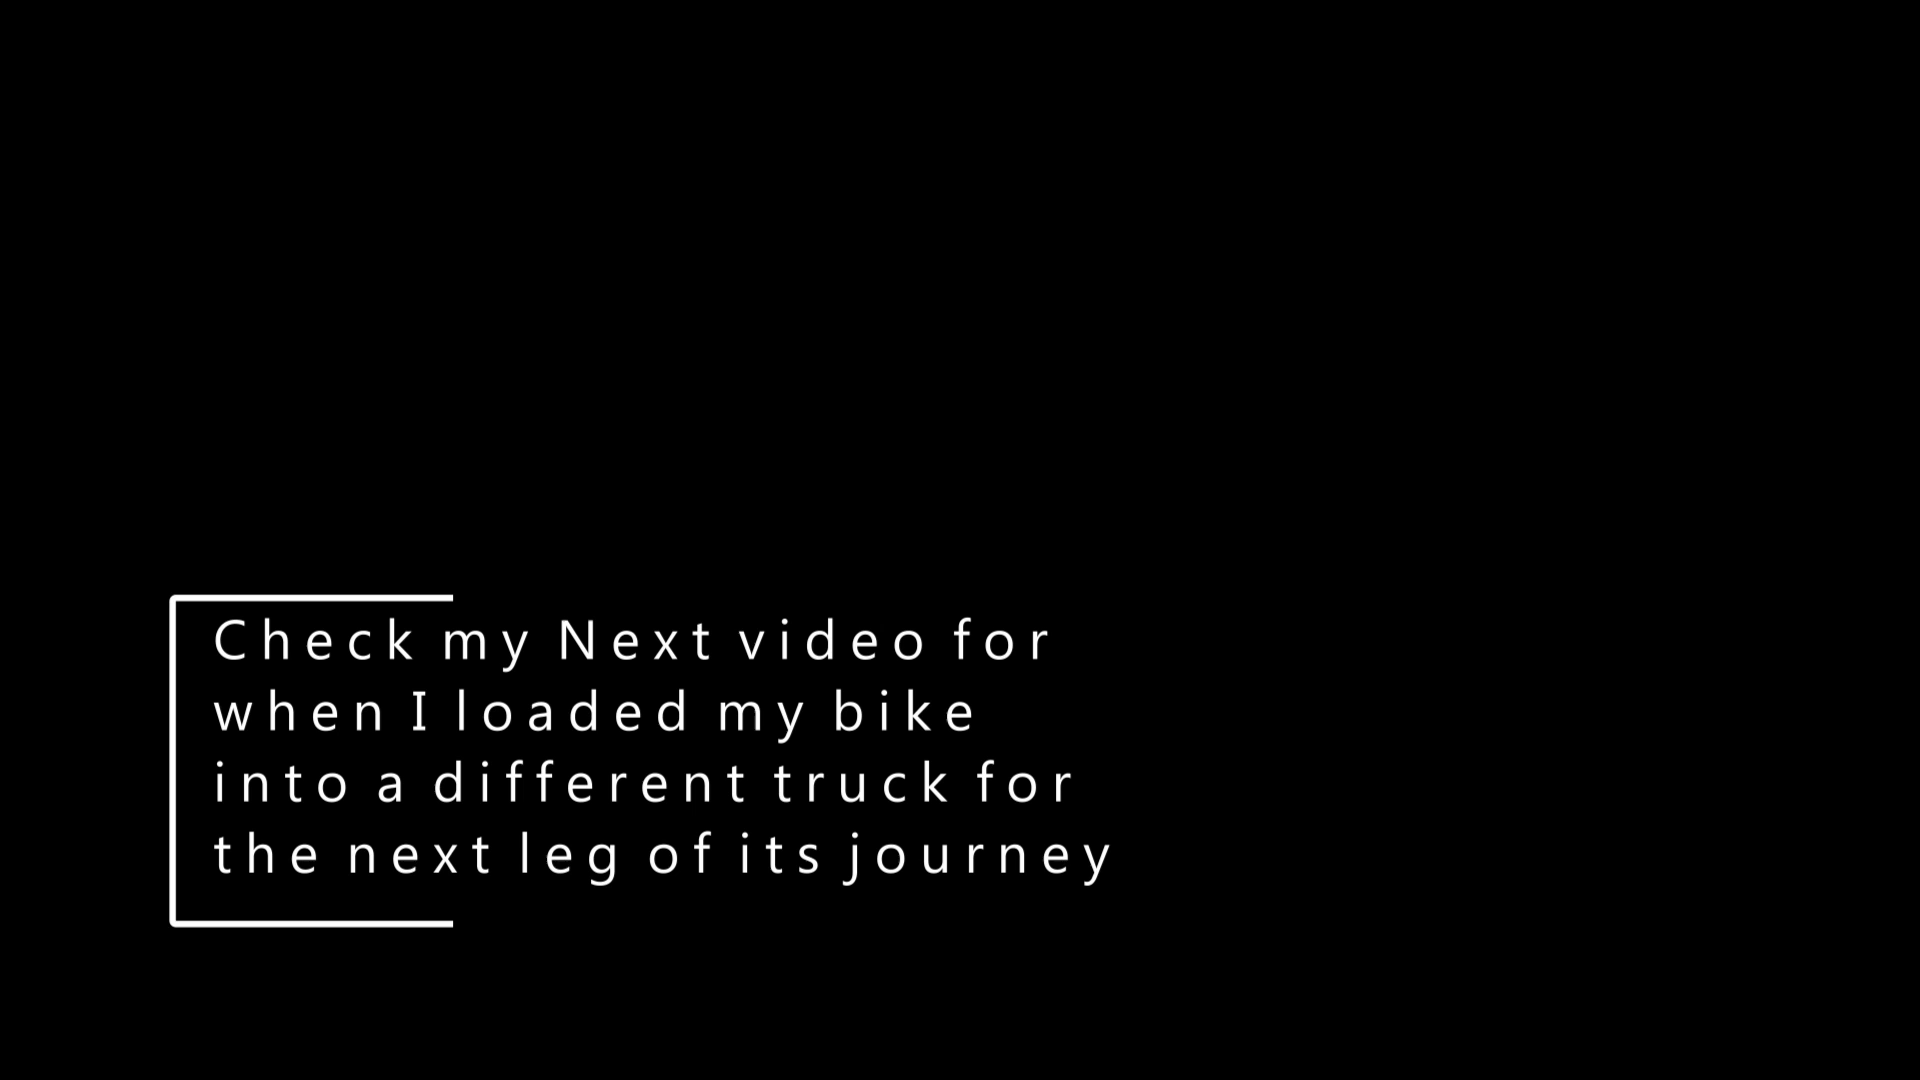 Check my Next video for
when I loaded my bike
into a different truck for
the next leg of its journey